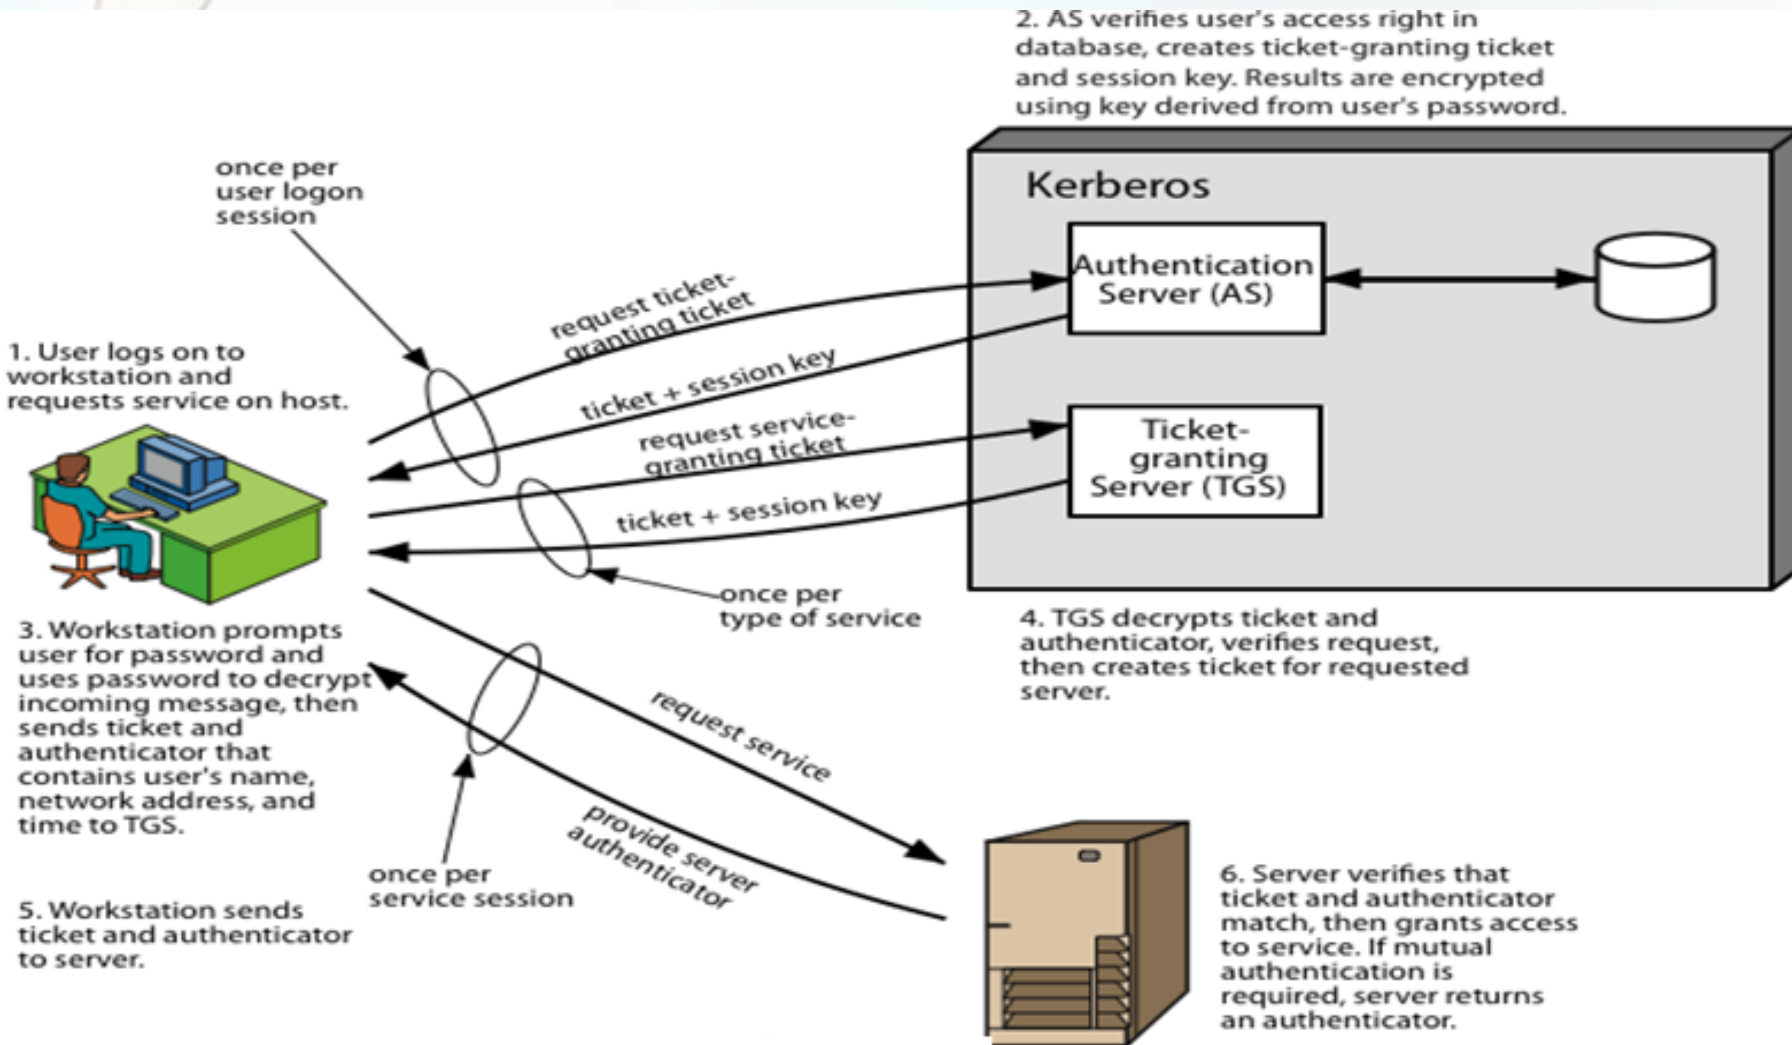 2. AS verifies user's access right in
database, creates ticket-granting ticket
and session key. Results are encrypted
using key derived from user's password.
once per
user logon
session
Kerberos
Authentication
Server (AS)
request ticket-
granting ticket
1. User logs on to
workstation and
requests service on host.
ticket + session key
request service-
granting ticket
Ticket-
granting
Server (TGS)
ticket + session key
once per
type of service
3. Workstation prompts
user for password and
uses password to decrypt
incoming message, then
sends ticket and
authenticator that
contains user's name,
network address, and
time to TGS.
4. TGS decrypts ticket and
authenticator, verifies request,
then creates ticket for requested
server.
request service
provide server
authenticator
once per
service session
5. Workstation sends
ticket and authenticator
to server.
6. Server verifies that
ticket and authenticator
match, then grants access
to service. If mutual
authentication is
required, server returns
an authenticator.